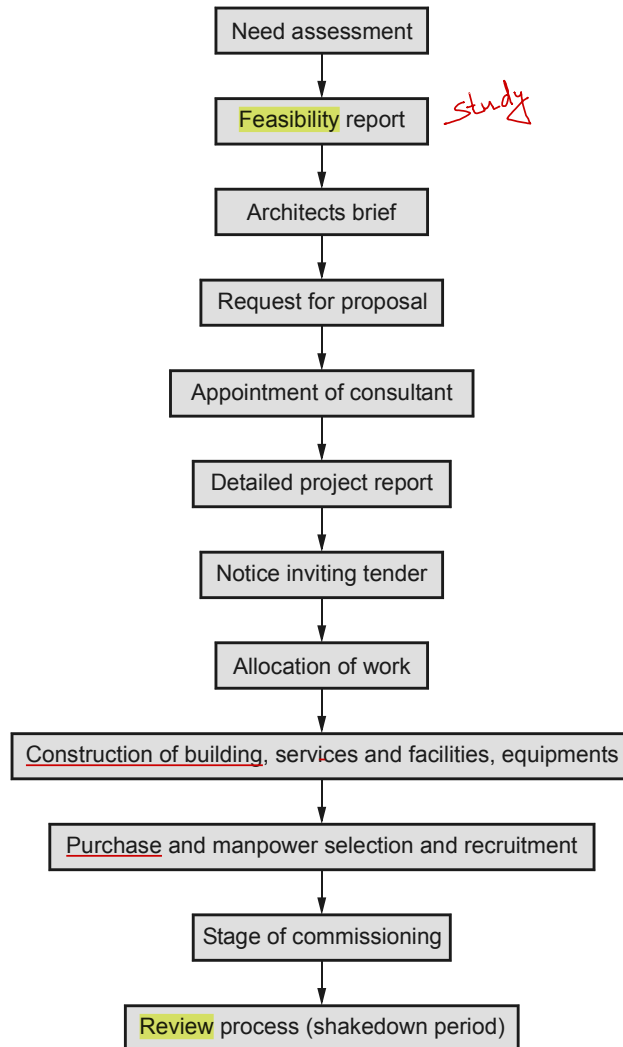 Need assessment
Feasibility report
study
Architects brief
Request for proposal
Appointment of consultant
Detailed project report
Notice inviting tender
Allocation of work
Construction of building, services and facilities, equipments
Purchase and manpower selection and recruitment
Stage of commissioning
Review process (shakedown period)